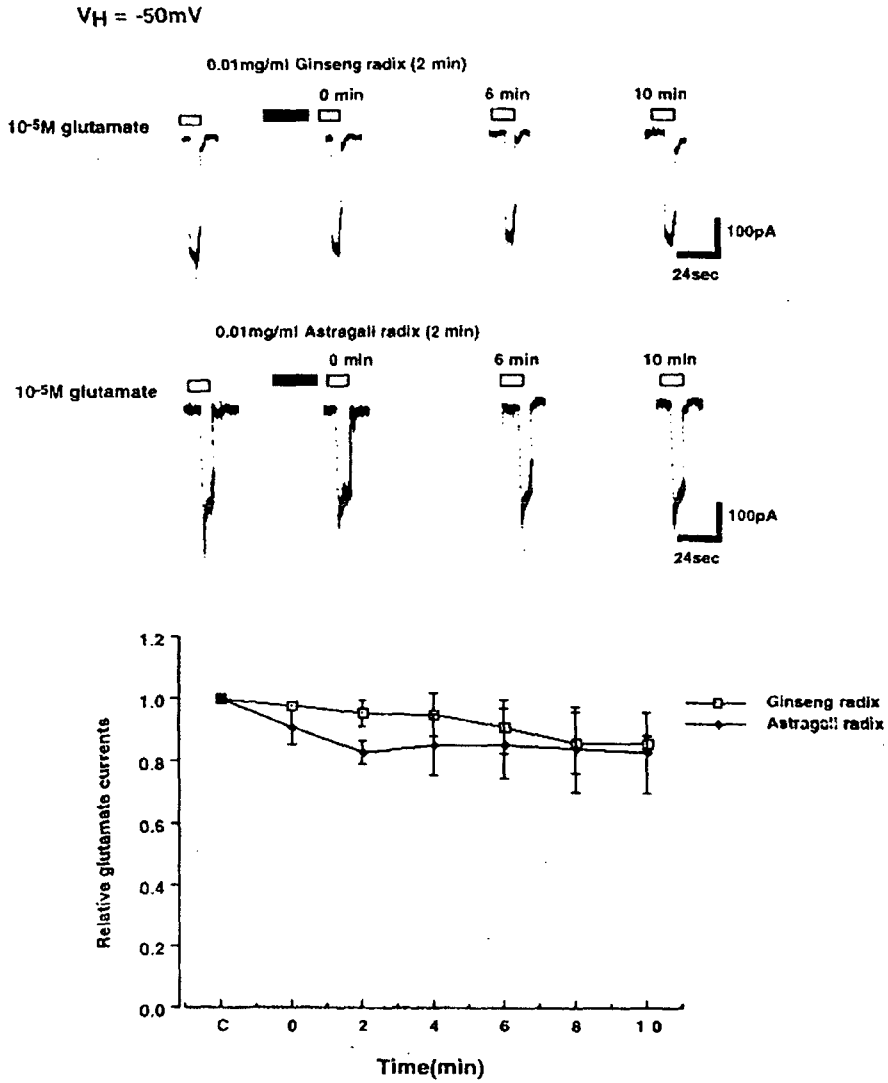 VH = -50mV
0.01mg/ml Ginseng radix (2 min)
0 min
6 min
10 min
10-5M glutamate
100pA
24sec
0.01mg/ml Astragali radix (2 min)
0 min
6 min
10 min
10-5M glutamate
100pA
24sec
1.2
1.0
0.8
0.6
0.4
0.2
0.0
Relative glutamate currents
Ginseng radix
Astragali radix
C 0 2 4 6 8 10
Time(min)